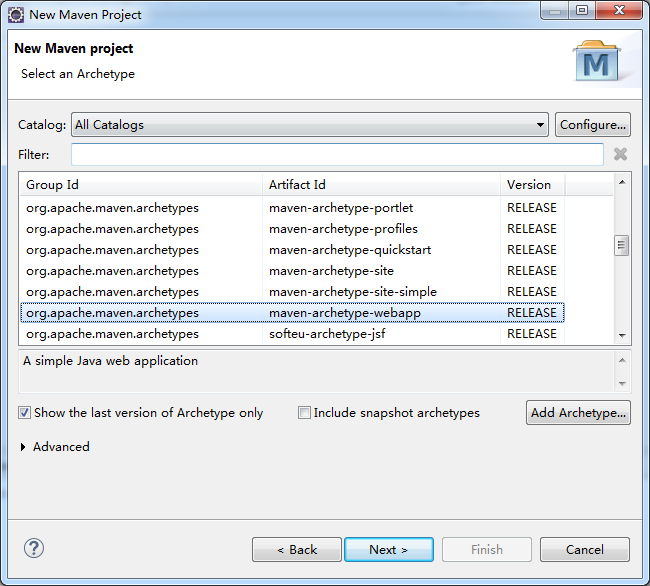 New Maven Project
New Maven project
Select an Archetype
M
Catalog: All Catalogs Configure...
Filter:
Group Id Artifact Id Version
org.apache.maven.archetypes maven-archetype-portlet RELEASE
org.apache.maven.archetypes maven-archetype-profiles RELEASE
org.apache.maven.archetypes maven-archetype-quickstart RELEASE
org.apache.maven.archetypes maven-archetype-site RELEASE
org.apache.maven.archetypes maven-archetype-site-simple RELEASE
org.apache.maven.archetypes maven-archetype-webapp RELEASE
org.apache.maven.archetypes softeu-archetype-jsf RELEASE
A simple Java web application
Show the last version of Archetype only Include snapshot archetypes Add Archetype...
Advanced
? < Back Next > Finish Cancel